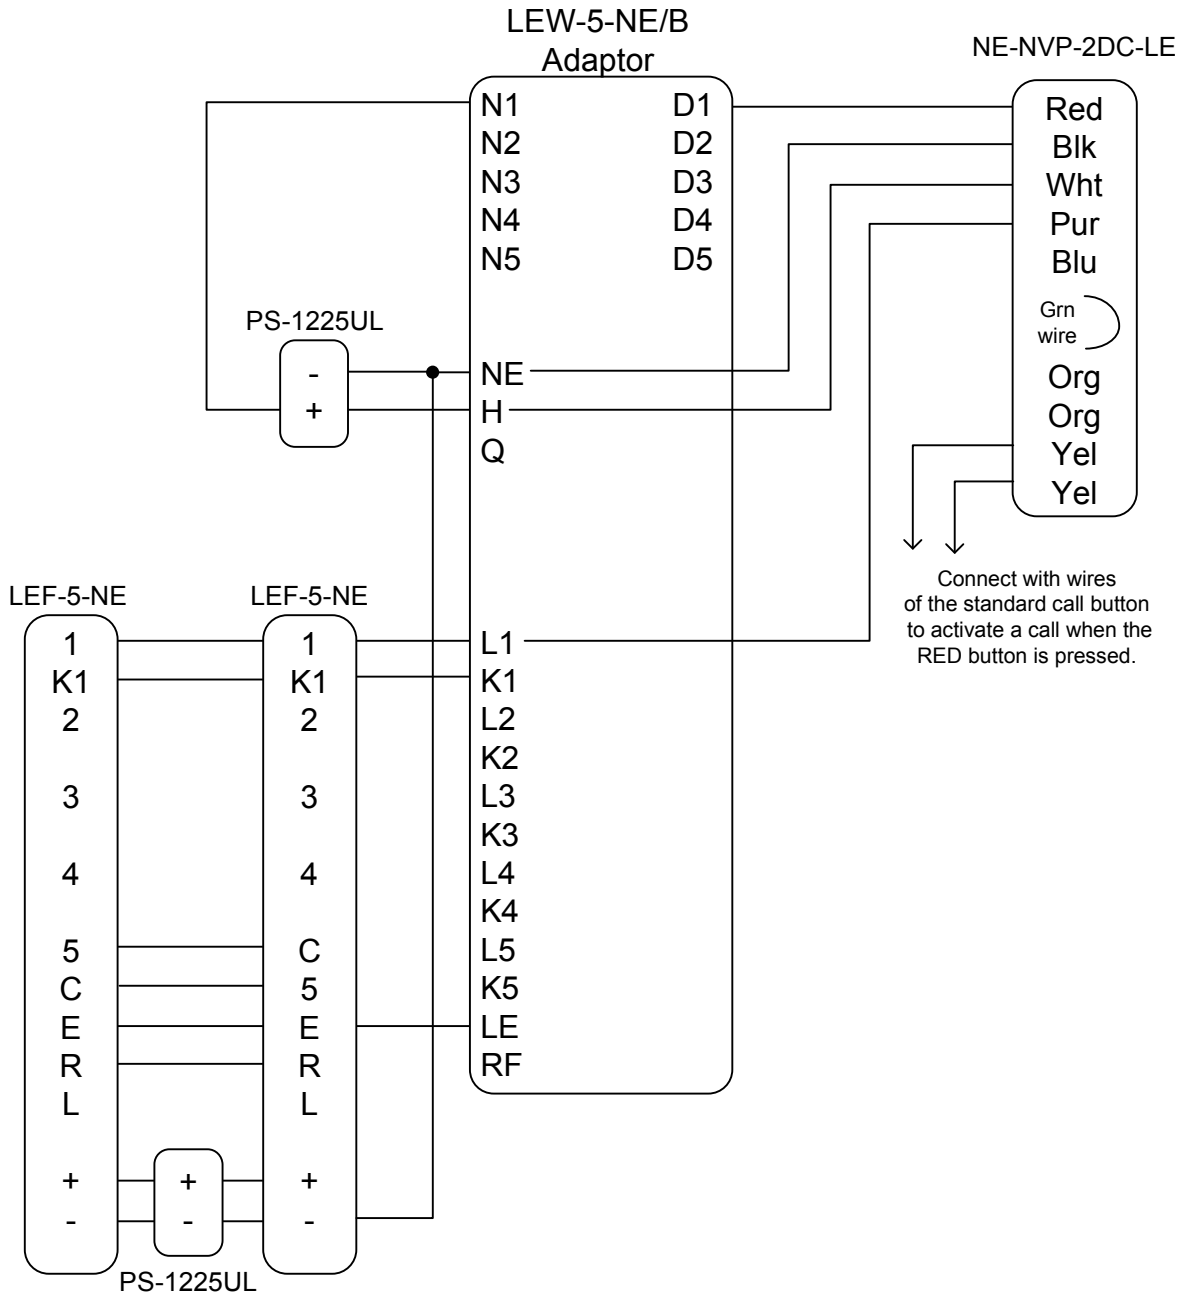 LEW-5-NE/B
Adaptor
NE-NVP-2DC-LE
N1 D1
N2 D2
N3 D3
N4 D4
N5 D5
NE
H
Q
L1
K1
L2
K2
L3
K3
L4
K4
L5
K5
LE
RF
Red
Blk
Wht
Pur
Blu
Grn
wire
Org
Org
Yel
Yel
Connect with wires
of the standard call button
to activate a call when the
RED button is pressed.
PS-1225UL
-
+
LEF-5-NE
1
K1
2
3
4
5
C
E
R
L
+
-
LEF-5-NE
1
K1
2
3
4
C
5
E
R
L
+
-
+
-
PS-1225UL